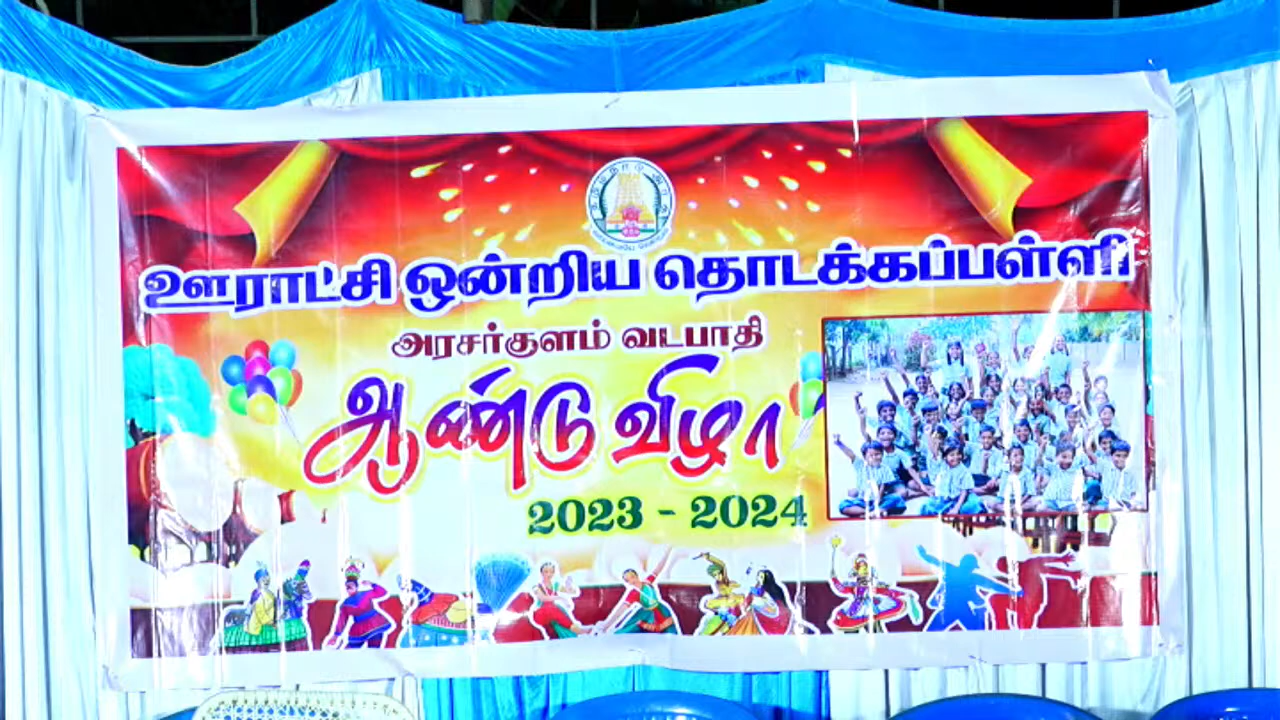 ஊராட்சி ஒன்றிய தொடக்கப்பள்ளி
அரசர்குளம் வடபாதி
ஆண்டு விழா
2023 - 2024